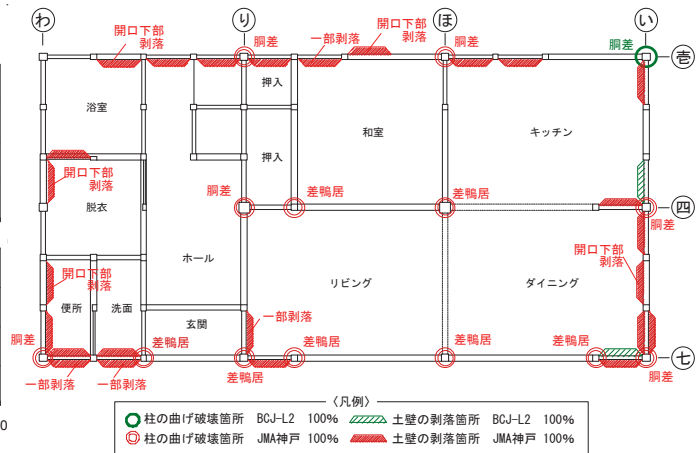 わ
り
ほ
い
開口下部
剥落
胴差
一部剥落
開口下部
剥落
胴差
胴差
壱
押入
浴室
和室
キッチン
押入
開口下部
剥落
胴差
差鴨居
差鴨居
四
脱衣
胴差
ホール
開口下部
剥落
開口下部
剥落
リビング
ダイニング
便所
洗面
一部剥落
玄関
胴差
差鴨居
差鴨居
差鴨居
差鴨居
七
一部剥落
一部剥落
差鴨居
胴差
〈凡例〉
柱の曲げ破壊箇所 BCJ-L2 100% 土壁の剥落箇所 BCJ-L2 100%
柱の曲げ破壊箇所 JMA神戸 100% 土壁の剥落箇所 JMA神戸 100%
0